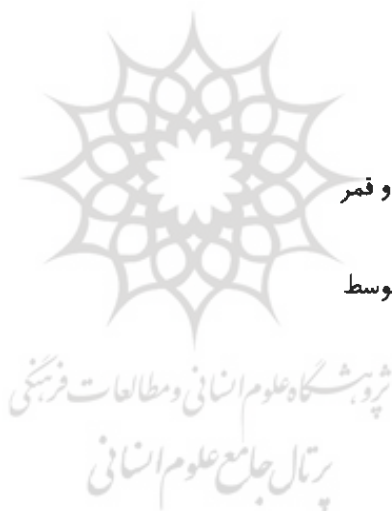 و قمر
وسط
پژوهشگاه علوم انسانی و مطالعات فرهنگی
پرتال جامع علوم انسانی